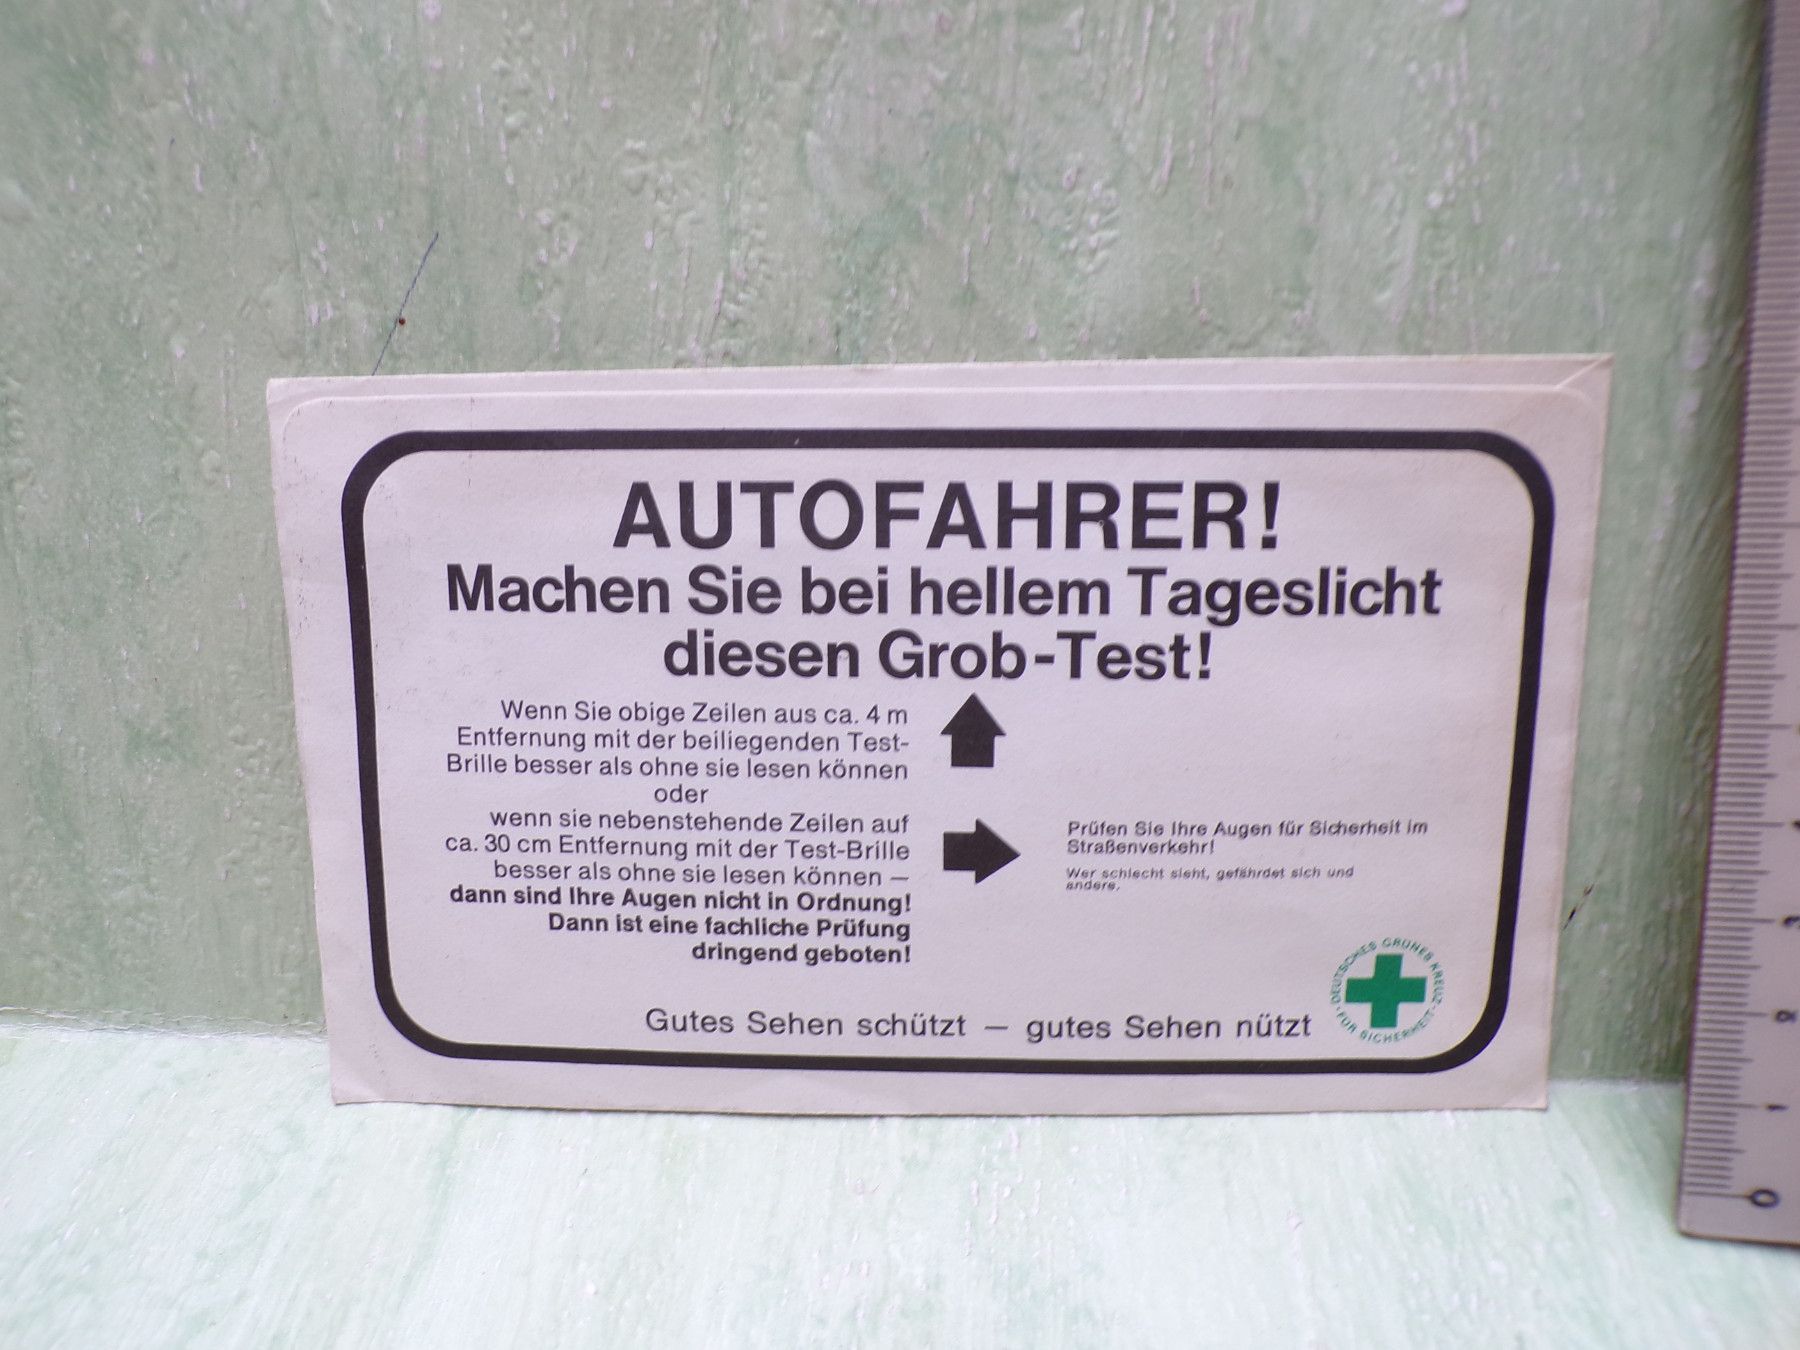 AUTOFAHRER!
Machen Sie bei hellem Tageslicht
diesen Grob-Test!
Wenn Sie obige Zeilen aus ca. 4 m
Entfernung mit der beiliegenden Test-
Brille besser als ohne sie lesen können
oder
wenn sie nebenstehende Zeilen auf
ca. 30 cm Entfernung mit der Test-Brille
besser als ohne sie lesen können —
dann sind Ihre Augen nicht in Ordnung!
Dann ist eine fachliche Prüfung
dringend geboten!
Prüfen Sie Ihre Augen für Sicherheit im
Straßenverkehr!
Wer schlecht sieht, gefährdet sich und
andere.
DEUTSCHES GRÜNES KREUZ
FÜR SICHERHEIT
Gutes Sehen schützt — gutes Sehen nützt
3
2
1
0